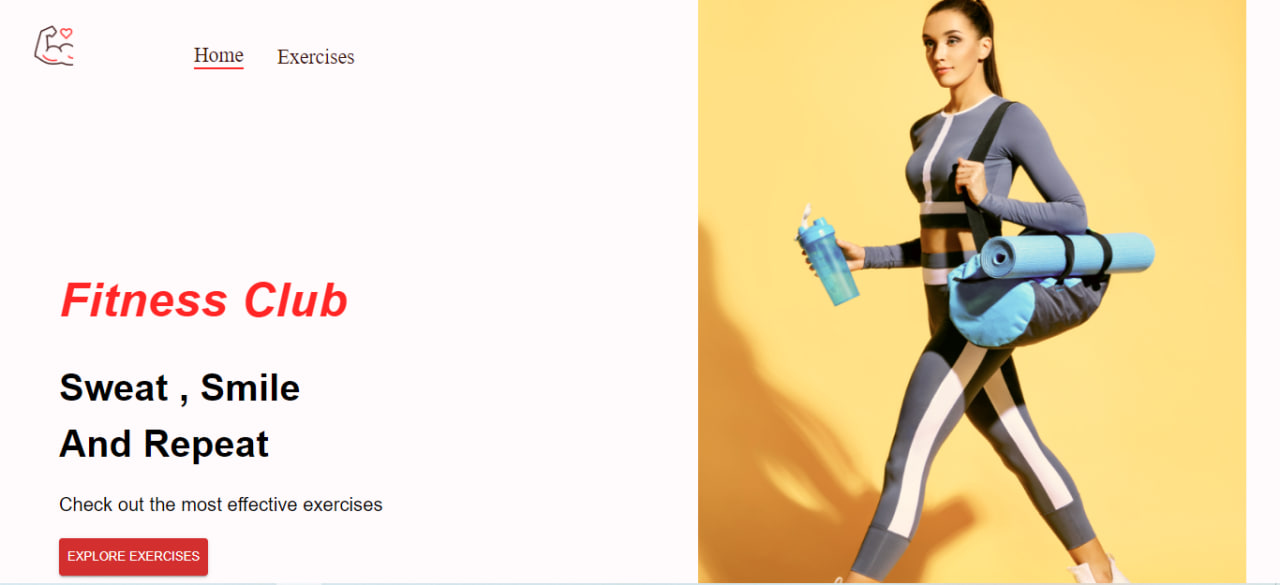 Home
Exercises
Fitness Club
Sweat , Smile
And Repeat
Check out the most effective exercises
EXPLORE EXERCISES